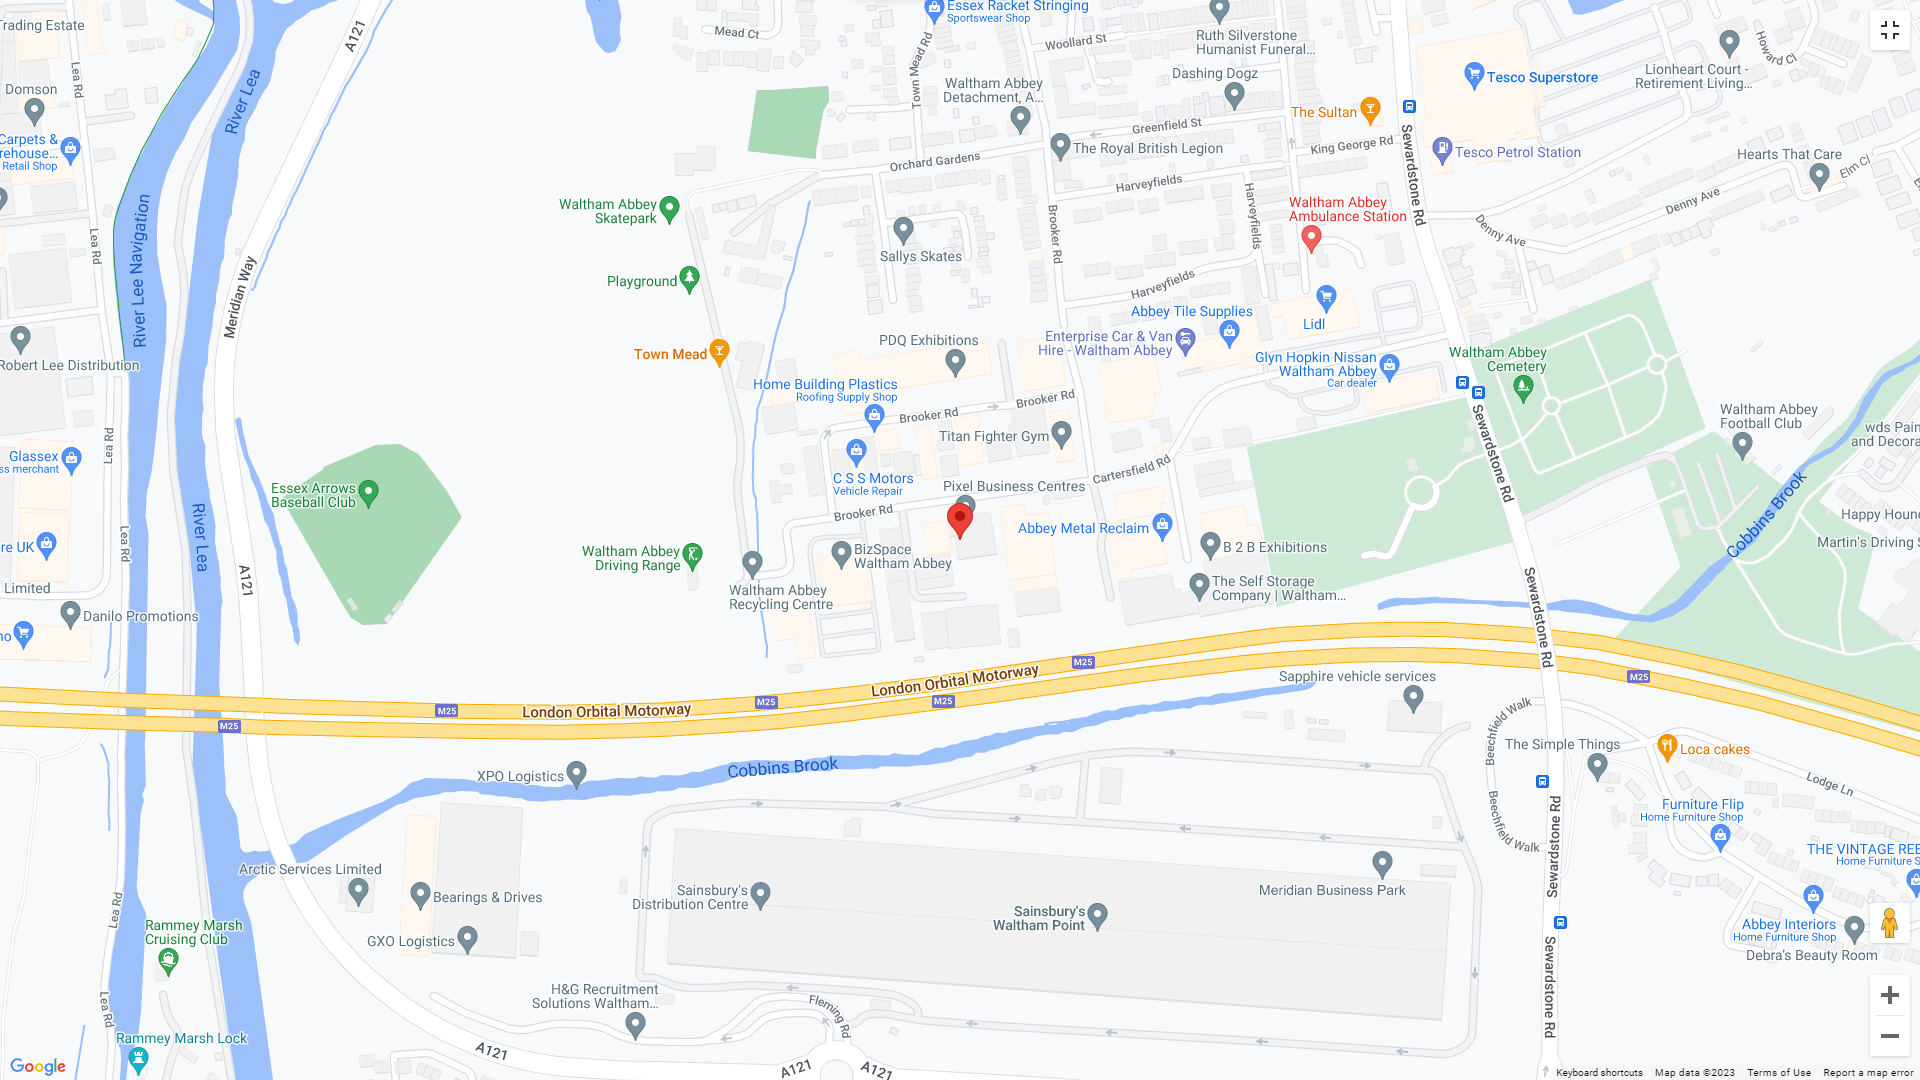 Trading Estate
Lea Rd
Domson
Carpets &
rehouse...
Retail Shop
River Lea
A121
Mead Ct
Town Mead Rd
Essex Racket Stringing
Sportswear Shop
Woollard St
Ruth Silverstone
Humanist Funeral...
Dashing Dogz
Waltham Abbey
Detachment, A...
Greenfield St
The Sultan
King George Rd
Sewardstone Rd
Tesco Superstore
Tesco Petrol Station
Lionheart Court -
Retirement Living...
Howard Cl
Hearts That Care
Elm Cl
Denny Ave
Denny Ave
The Royal British Legion
Orchard Gardens
Harveyfields
Harveyfields
Harveyfields
Brooker Rd
Waltham Abbey
Ambulance Station
Waltham Abbey
Skatepark
Sallys Skates
Playground
River Lee Navigation
Lea Rd
Meridian Way
Robert Lee Distribution
Town Mead
PDQ Exhibitions
Abbey Tile Supplies
Enterprise Car & Van
Hire - Waltham Abbey
Lidl
Glyn Hopkin Nissan
Waltham Abbey
Car dealer
Waltham Abbey
Cemetery
Home Building Plastics
Roofing Supply Shop
Brooker Rd
Brooker Rd
Titan Fighter Gym
C S S Motors
Vehicle Repair
Cartersfield Rd
Pixel Business Centres
Brooker Rd
Sewardstone Rd
Waltham Abbey
Football Club
wds Pain
and Decora
Cobbins Brook
Happy Houn
Martin's Driving S
Glassex
ss merchant
Lea Rd
Essex Arrows
Baseball Club
River Lea
Lea Rd
re UK
Limited
Danilo Promotions
no
A121
Waltham Abbey
Driving Range
Waltham Abbey
Recycling Centre
BizSpace
Waltham Abbey
Abbey Metal Reclaim
B 2 B Exhibitions
The Self Storage
Company | Waltham...
Sewardstone Rd
London Orbital Motorway
London Orbital Motorway
M25
M25
M25
M25
M25
M25
Sapphire vehicle services
Beechfield Walk
Beechfield Walk
The Simple Things
Loca cakes
Lodge Ln
Furniture Flip
Home Furniture Shop
THE VINTAGE REE
Home Furniture S
Sewardstone Rd
Abbey Interiors
Home Furniture Shop
Debra's Beauty Room
XPO Logistics
Cobbins Brook
Arctic Services Limited
Bearings & Drives
GXO Logistics
Sainsbury's
Distribution Centre
Sainsbury's
Waltham Point
Meridian Business Park
Lea Rd
Rammey Marsh
Cruising Club
Lea Rd
Rammey Marsh Lock
H&G Recruitment
Solutions Waltham...
Fleming Rd
A121
A121
A121
Sewardstone Rd
Google
Keyboard shortcuts
Map data ©2023
Terms of Use
Report a map error